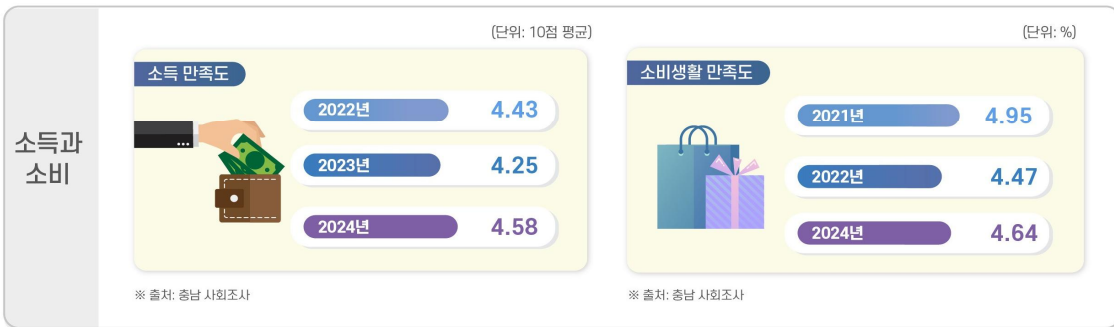 소득과
소비
(단위: 10점 평균)
소득 만족도
2022년 4.43
2023년 4.25
2024년 4.58
※ 출처: 충남 사회조사
(단위: %)
소비생활 만족도
2021년 4.95
2022년 4.47
2024년 4.64
※ 출처: 충남 사회조사